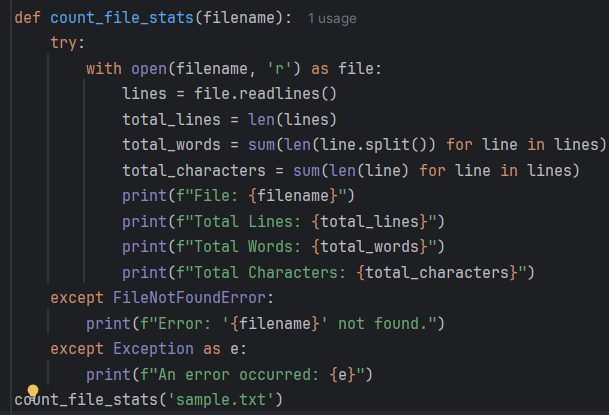 def count_file_stats(filename): 1 usage
    try:
        with open(filename, 'r') as file:
            lines = file.readlines()
            total_lines = len(lines)
            total_words = sum(len(line.split()) for line in lines)
            total_characters = sum(len(line) for line in lines)
            print(f"File: {filename}")
            print(f"Total Lines: {total_lines}")
            print(f"Total Words: {total_words}")
            print(f"Total Characters: {total_characters}")
    except FileNotFoundError:
        print(f"Error: '{filename}' not found.")
    except Exception as e:
        print(f"An error occurred: {e}")
count_file_stats('sample.txt')